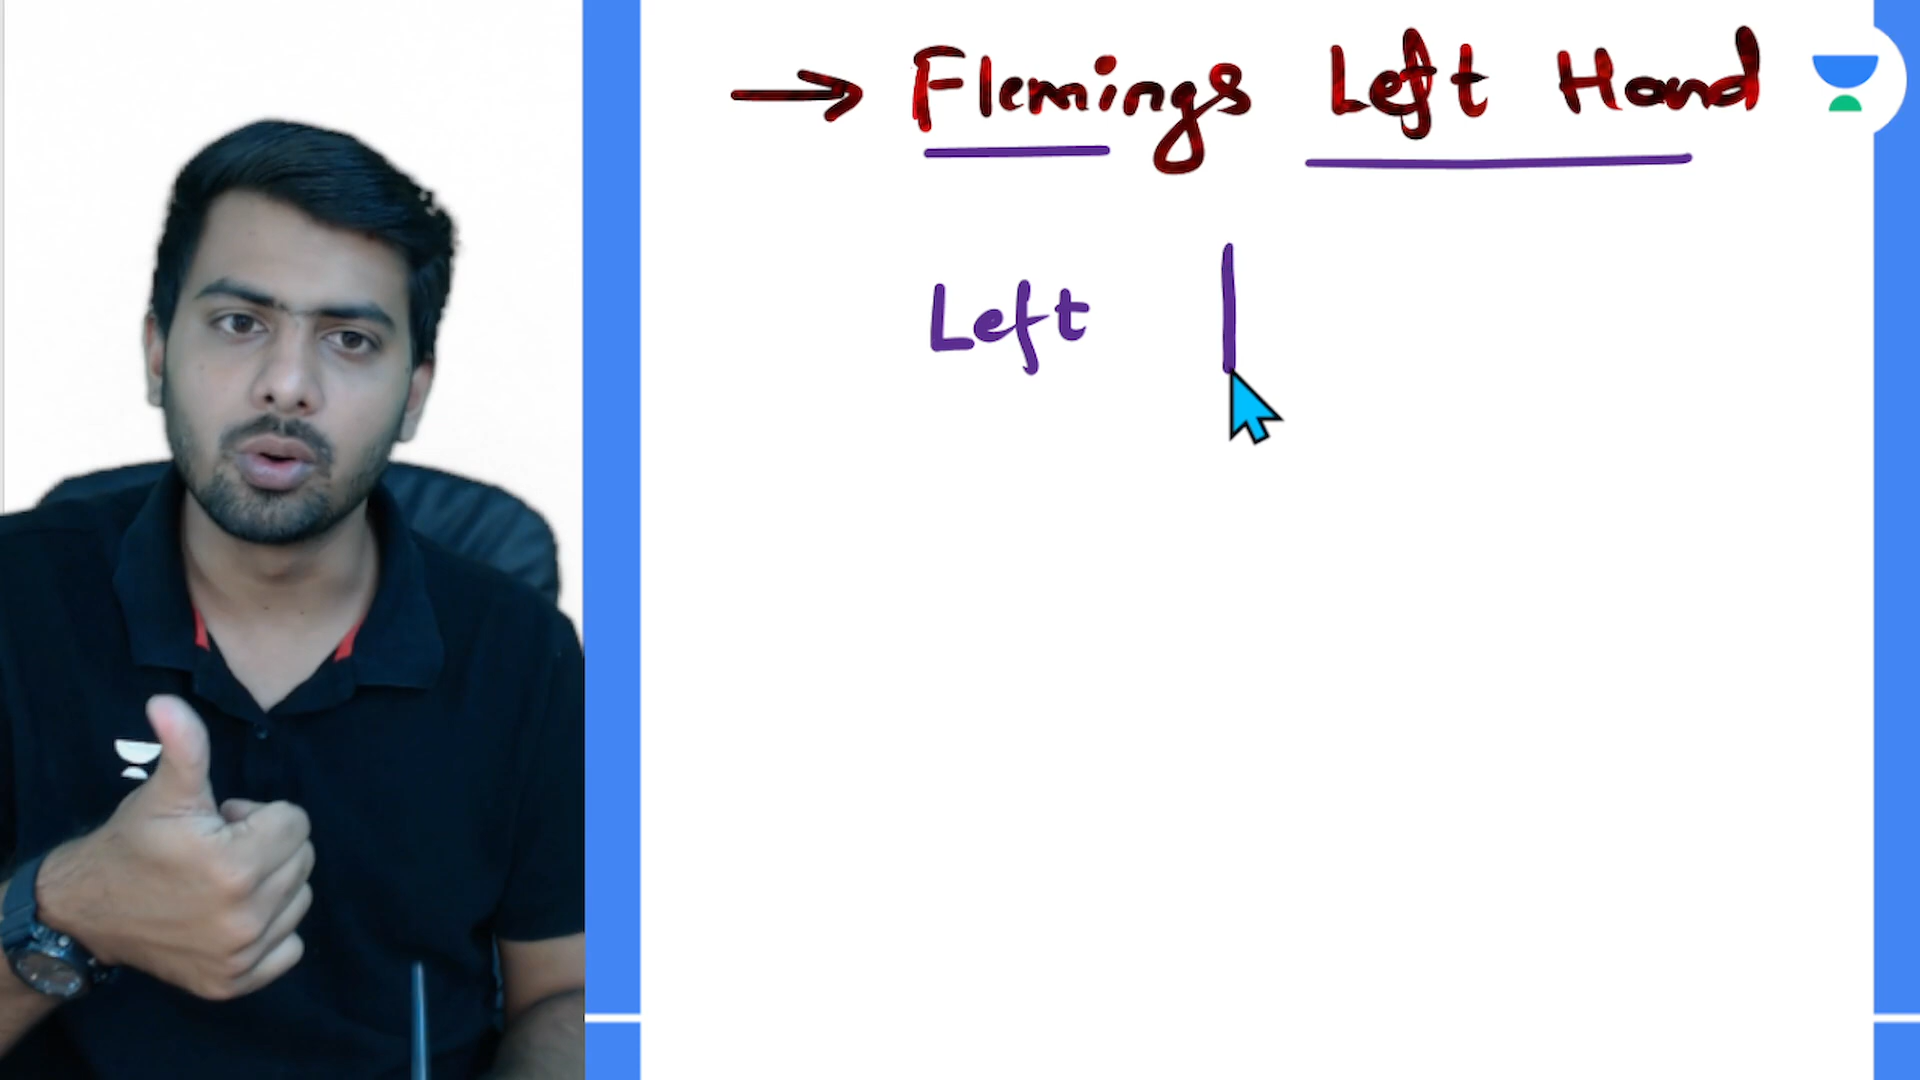 → Flemings Left Hand
Left |